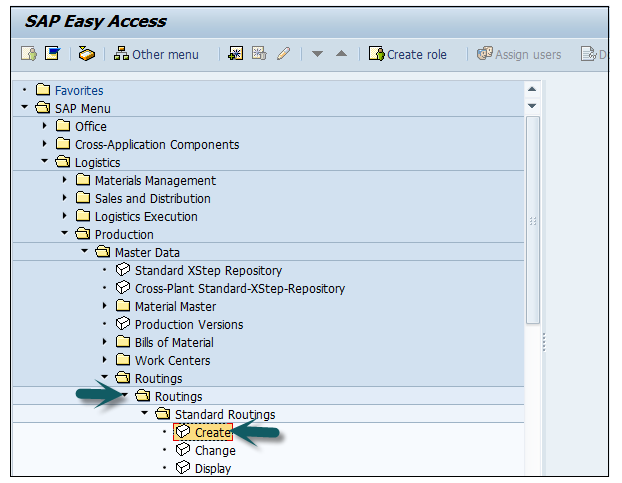 SAP Easy Access
Other menu Create role Assign users D
Favorites
SAP Menu
Office
Cross-Application Components
Logistics
Materials Management
Sales and Distribution
Logistics Execution
Production
Master Data
Standard XStep Repository
Cross-Plant Standard-XStep-Repository
Material Master
Production Versions
Bills of Material
Work Centers
Routings
Routings
Standard Routings
Create
Change
Display